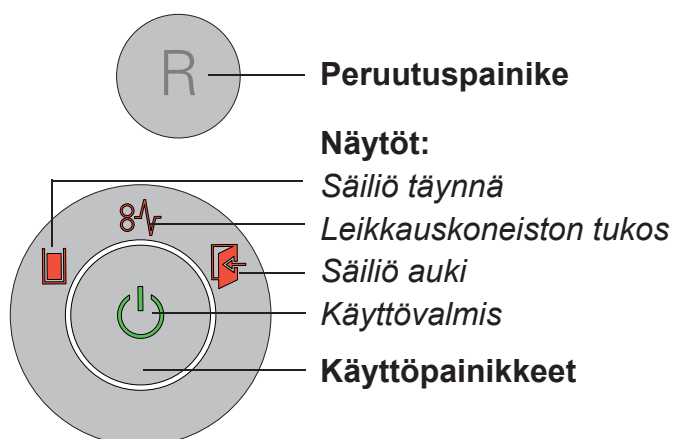 R
Peruutuspainike
Näytöt:
Säiliö täynnä
Leikkauskoneiston tukos
Säiliö auki
Käyttövalmis
Käyttöpainikkeet